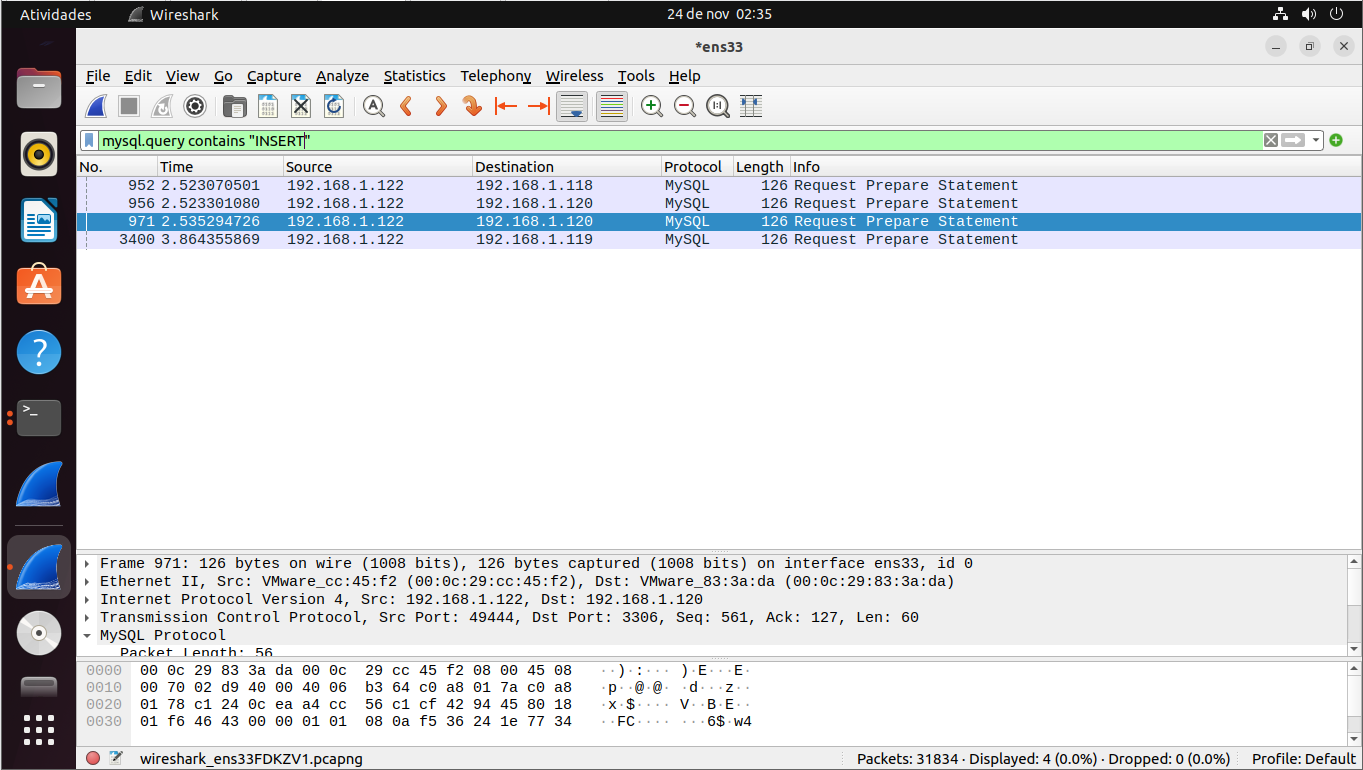 Atividades Wireshark 24 de nov 02:35
*ens33
File Edit View Go Capture Analyze Statistics Telephony Wireless Tools Help
mysql.query contains "INSERT"
No. Time Source Destination Protocol Length Info
952 2.523070501 192.168.1.122 192.168.1.118 MySQL 126 Request Prepare Statement
956 2.523301080 192.168.1.122 192.168.1.120 MySQL 126 Request Prepare Statement
971 2.535294726 192.168.1.122 192.168.1.120 MySQL 126 Request Prepare Statement
3400 3.864355869 192.168.1.122 192.168.1.119 MySQL 126 Request Prepare Statement
Frame 971: 126 bytes on wire (1008 bits), 126 bytes captured (1008 bits) on interface ens33, id 0
Ethernet II, Src: VMware_cc:45:f2 (00:0c:29:cc:45:f2), Dst: VMware_83:3a:da (00:0c:29:83:3a:da)
Internet Protocol Version 4, Src: 192.168.1.122, Dst: 192.168.1.120
Transmission Control Protocol, Src Port: 49444, Dst Port: 3306, Seq: 561, Ack: 127, Len: 60
MySQL Protocol
Packet Length: 56
0000 00 0c 29 83 3a da 00 0c 29 cc 45 f2 08 00 45 08 ··)·:··· )·E···E·
0010 00 70 02 d9 40 00 40 06 b3 64 c0 a8 01 7a c0 a8 ·p··@·@· ·d···z··
0020 01 78 c1 24 0c ea a4 cc 56 c1 cf 42 94 45 80 18 ·x·$···· V··B·E··
0030 01 f6 46 43 00 00 01 01 08 0a f5 36 24 1e 77 34 ··FC···· ···6$·w4
wireshark_ens33FDKZV1.pcapng Packets: 31834 · Displayed: 4 (0.0%) · Dropped: 0 (0.0%) Profile: Default